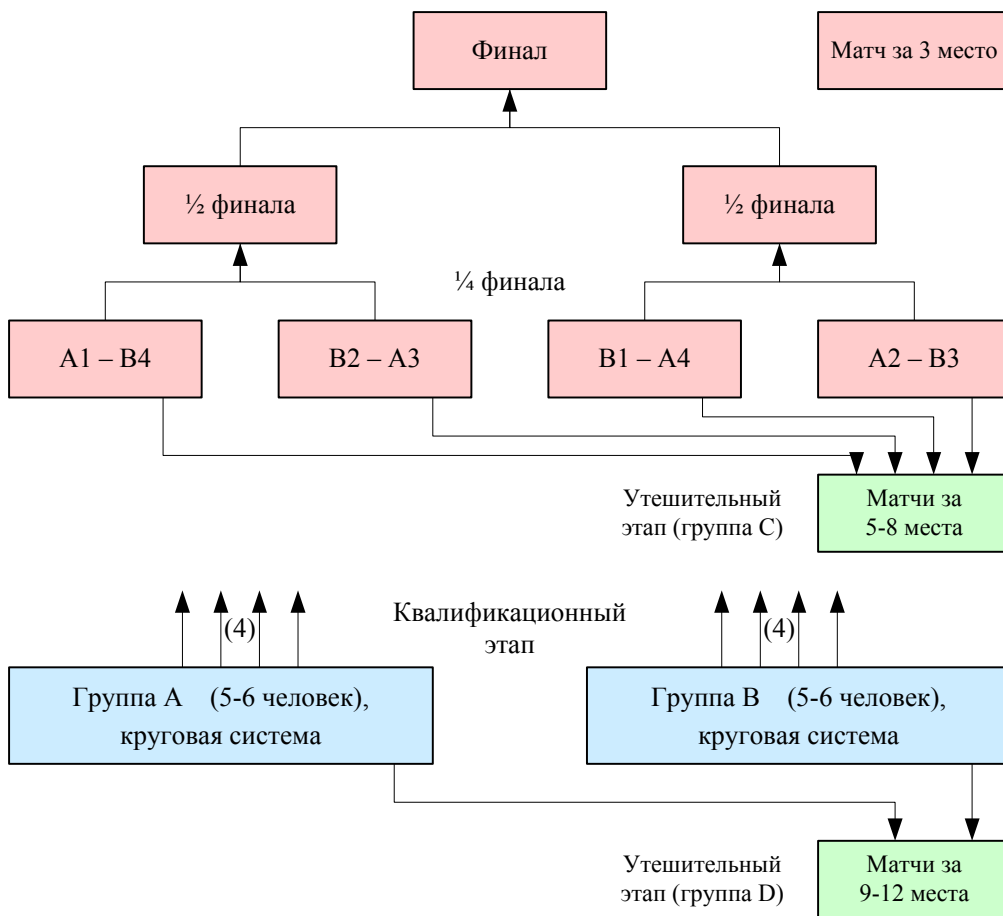 Финал
Матч за 3 место
½ финала
½ финала
¼ финала
A1 – B4
B2 – A3
B1 – A4
A2 – B3
Утешительный
этап (группа C)
Матчи за
5-8 места
Квалификационный
этап
(4)
(4)
Группа A (5-6 человек),
круговая система
Группа B (5-6 человек),
круговая система
Утешительный
этап (группа D)
Матчи за
9-12 места